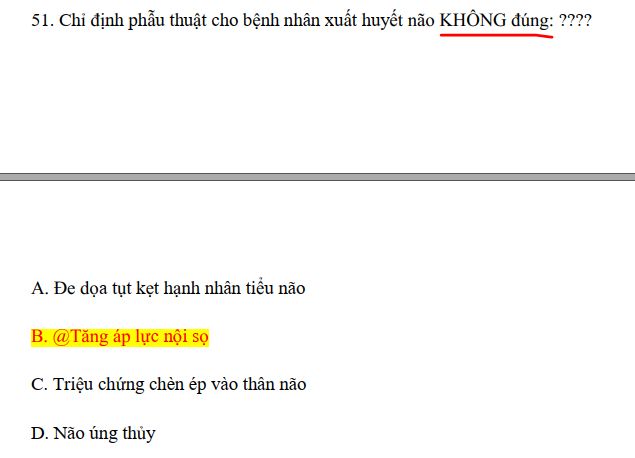 51. Chỉ định phẫu thuật cho bệnh nhân xuất huyết não KHÔNG đúng: ????
A. Đe dọa tụt kẹt hạnh nhân tiểu não
B. @Tăng áp lực nội sọ
C. Triệu chứng chèn ép vào thân não
D. Não úng thủy